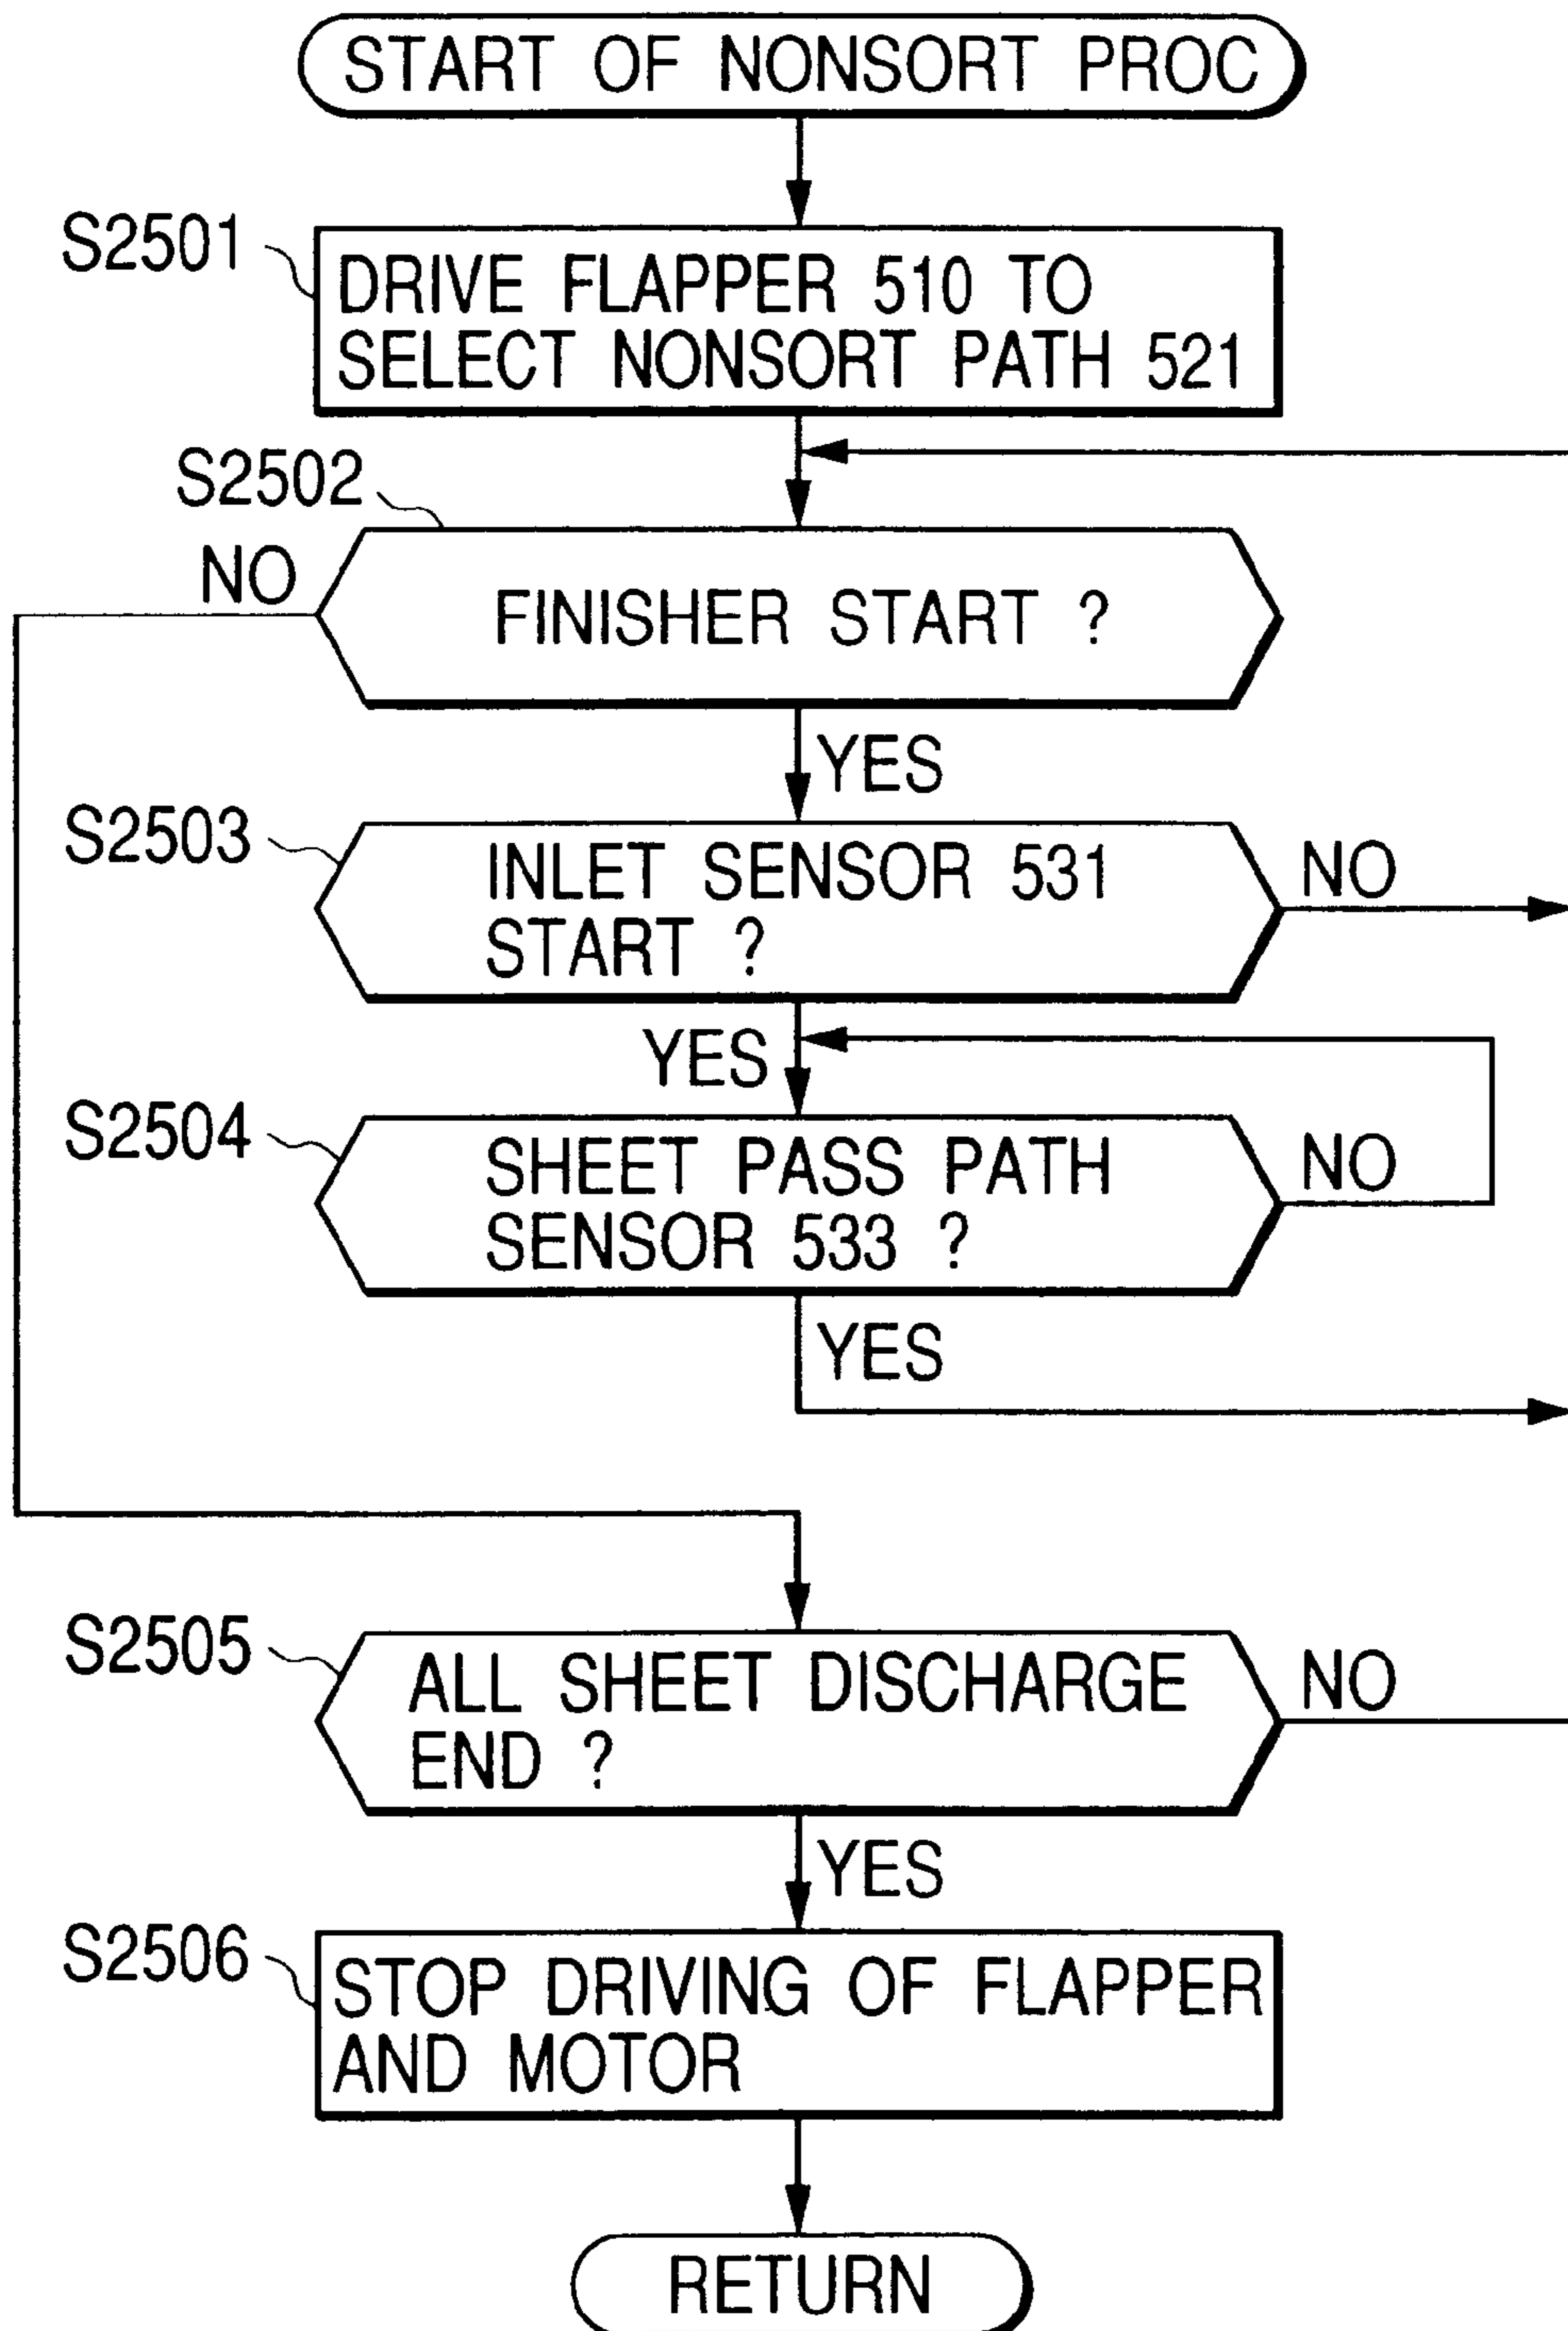 START OF NONSORT PROC
S2501
DRIVE FLAPPER 510 TO
SELECT NONSORT PATH 521
S2502
NO
FINISHER START ?
YES
S2503
INLET SENSOR 531
START ?
NO
YES
S2504
SHEET PASS PATH
SENSOR 533 ?
NO
YES
S2505
ALL SHEET DISCHARGE
END ?
NO
YES
S2506
STOP DRIVING OF FLAPPER
AND MOTOR
RETURN